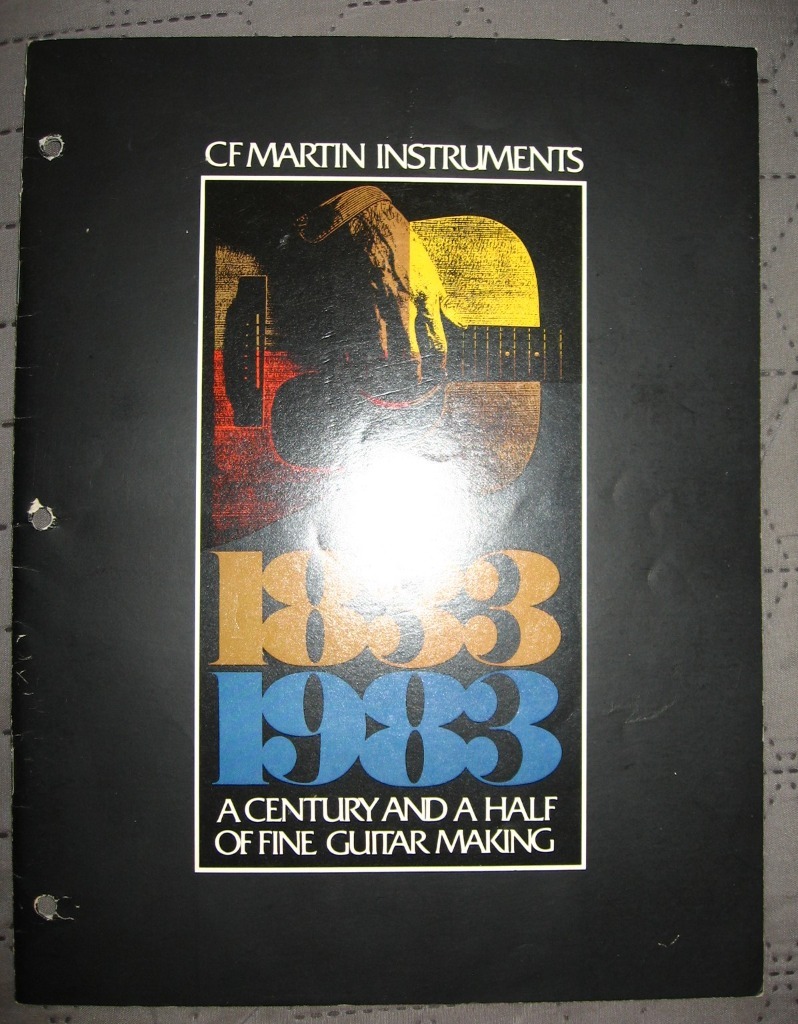 CF MARTIN INSTRUMENTS
1833
1983
A CENTURY AND A HALF
OF FINE GUITAR MAKING